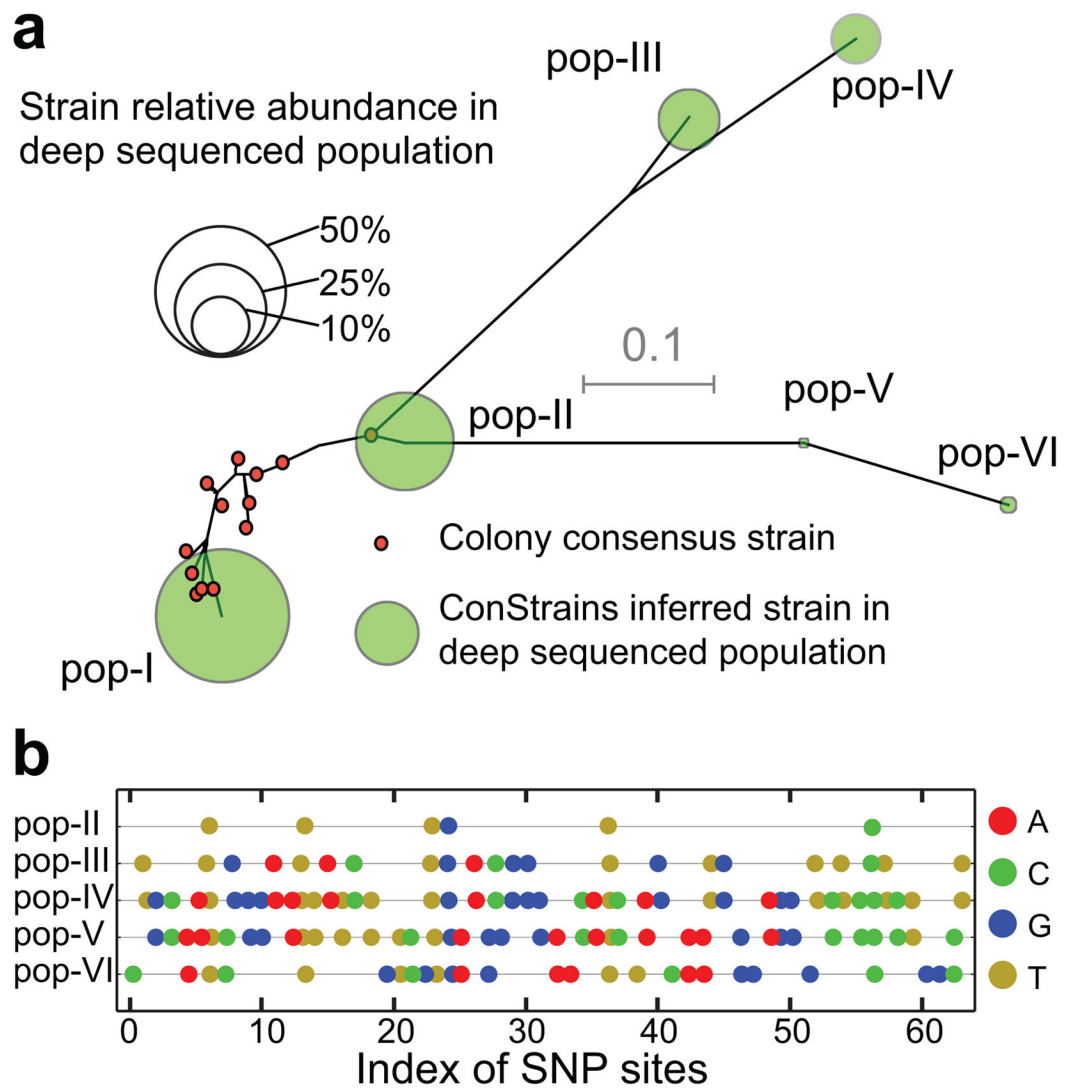 a
pop-III
pop-IV
Strain relative abundance in
deep sequenced population
50%
25%
10%
0.1
pop-V
pop-II
pop-VI
Colony consensus strain
ConStrains inferred strain in
deep sequenced population
pop-I
b
pop-II
pop-III
pop-IV
pop-V
pop-VI
A
C
G
T
0 10 20 30 40 50 60
Index of SNP sites